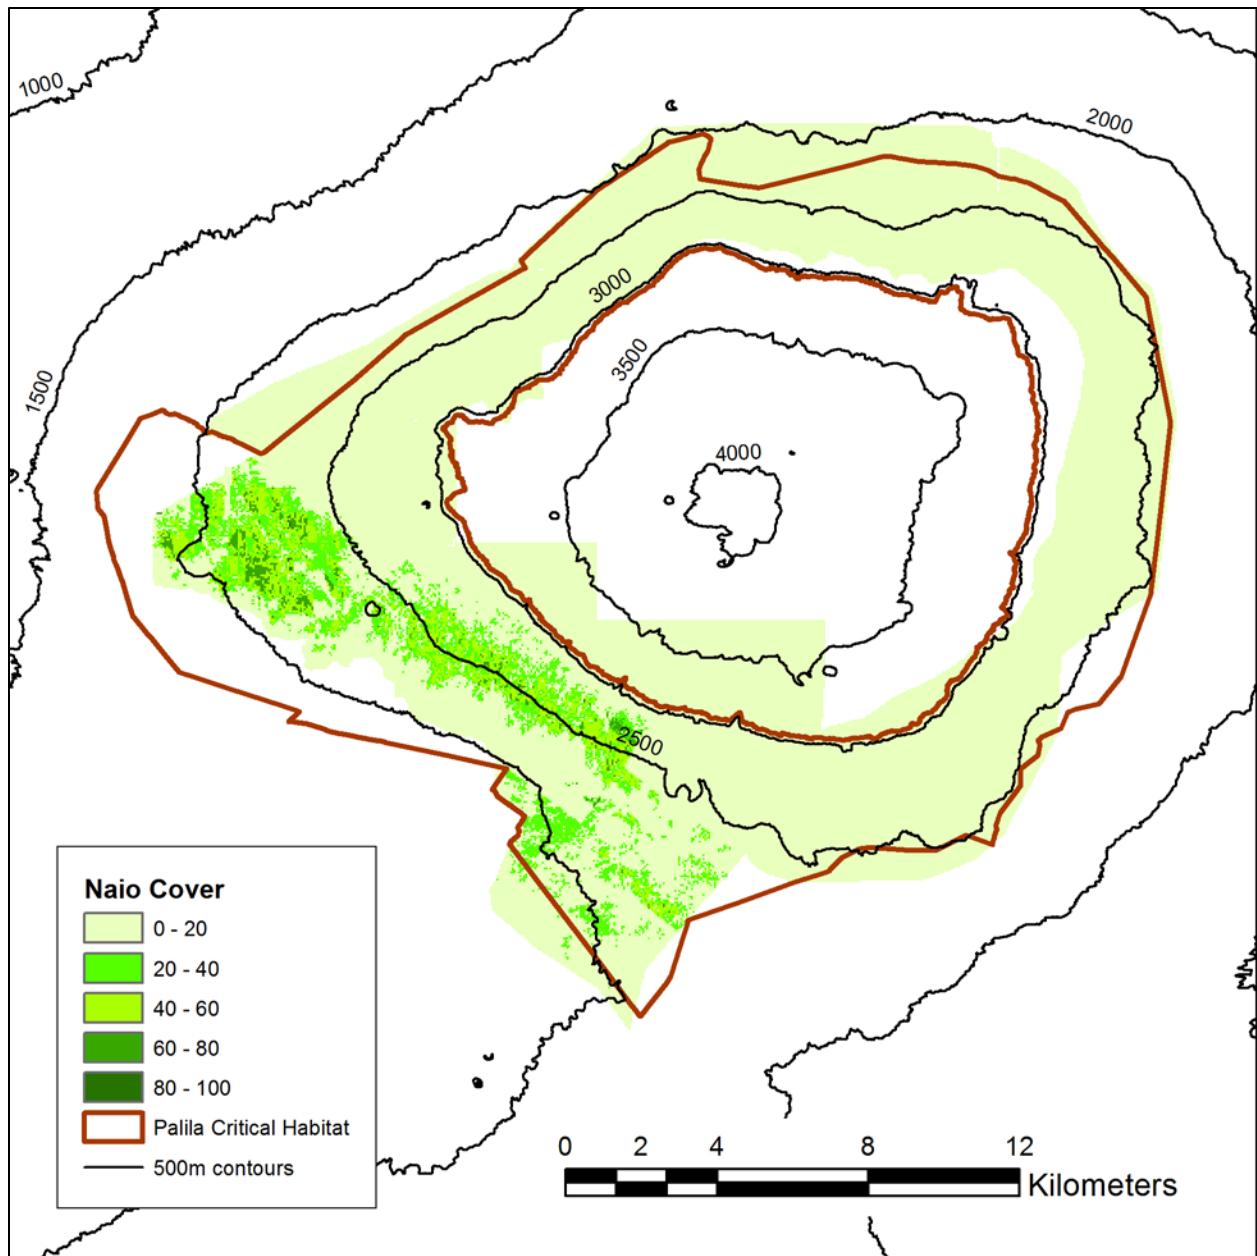 1000
2000
3000
3500
1500
4000
2500
Naio Cover
0 - 20
20 - 40
40 - 60
60 - 80
80 - 100
Palila Critical Habitat
500m contours
0 2 4 8 12
Kilometers